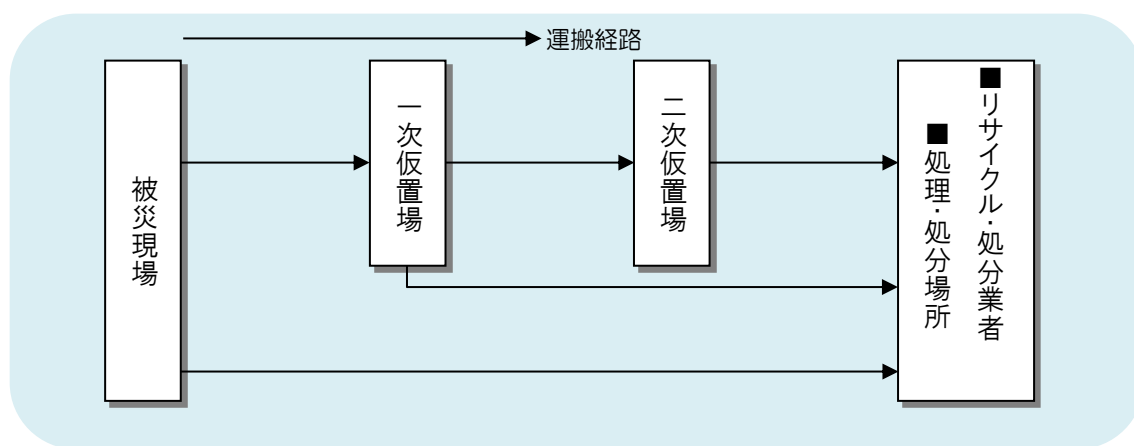 運搬経路
被災現場
一次仮置場
二次仮置場
■リサイクル・処分業者
■処理・処分場所